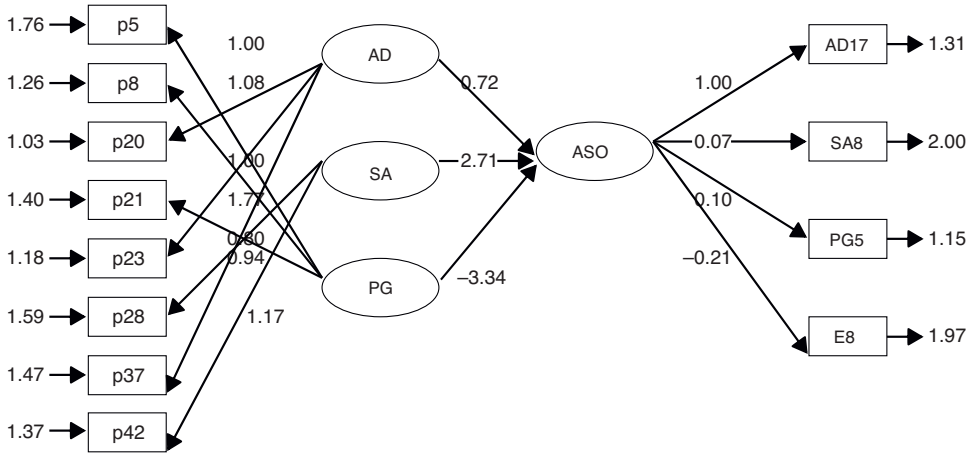 1.76
p5
1.26
p8
1.03
p20
1.40
p21
1.18
p23
1.59
p28
1.47
p37
1.37
p42
1.00
1.08
1.00
1.77
0.80
0.94
1.17
AD
SA
PG
0.72
2.71
–3.34
ASO
1.00
0.07
0.10
–0.21
AD17
1.31
SA8
2.00
PG5
1.15
E8
1.97